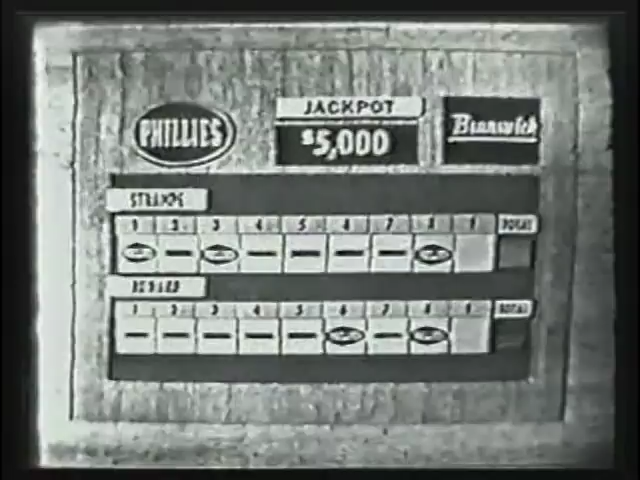 PHILLIES
JACKPOT
$5,000
Brunswick
1 2 3 4 5 6 7 8 9 TOTAL
1 2 3 4 5 6 7 8 9 TOTAL